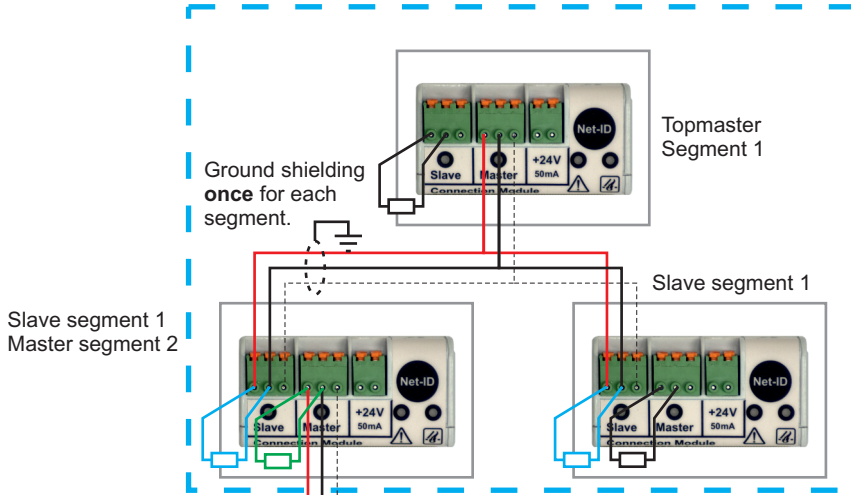 Net-ID
Slave
Master
+24V
50mA
Connection Module
Topmaster
Segment 1
Ground shielding
once for each
segment.
Slave segment 1
Slave segment 1
Master segment 2
Net-ID
Slave
Master
+24V
50mA
Connection Module
Net-ID
Slave
Master
+24V
50mA
Connection Module